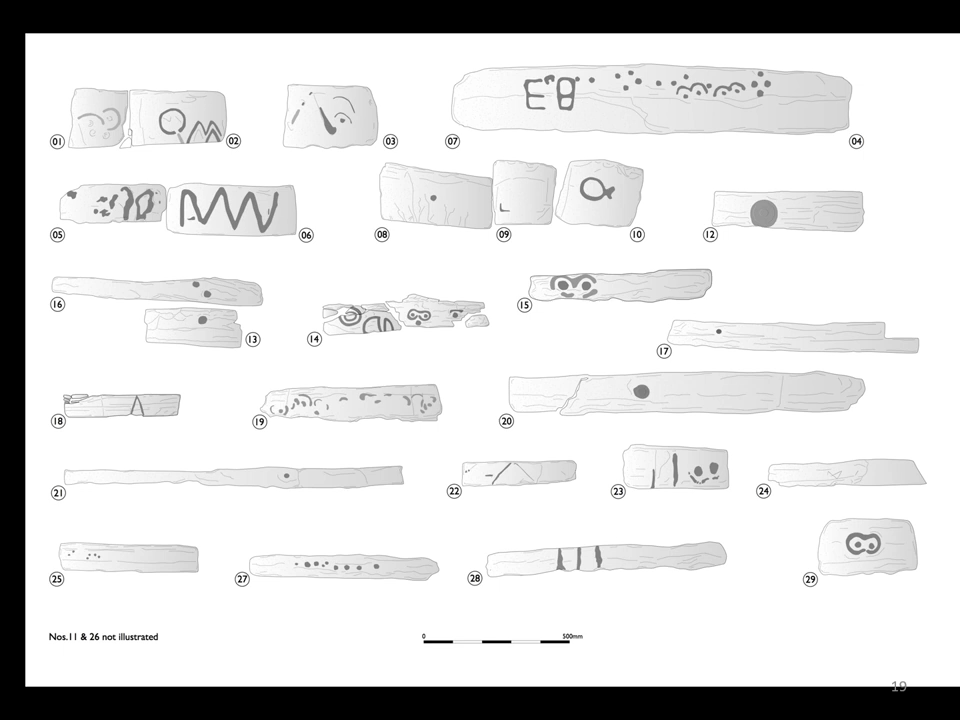 01 02 03 07 04
05 06 08 09 10 12
16 13 14 15 17
18 19 20
21 22 23 24
25 27 28 29
Nos.11 & 26 not illustrated
0 500mm
19